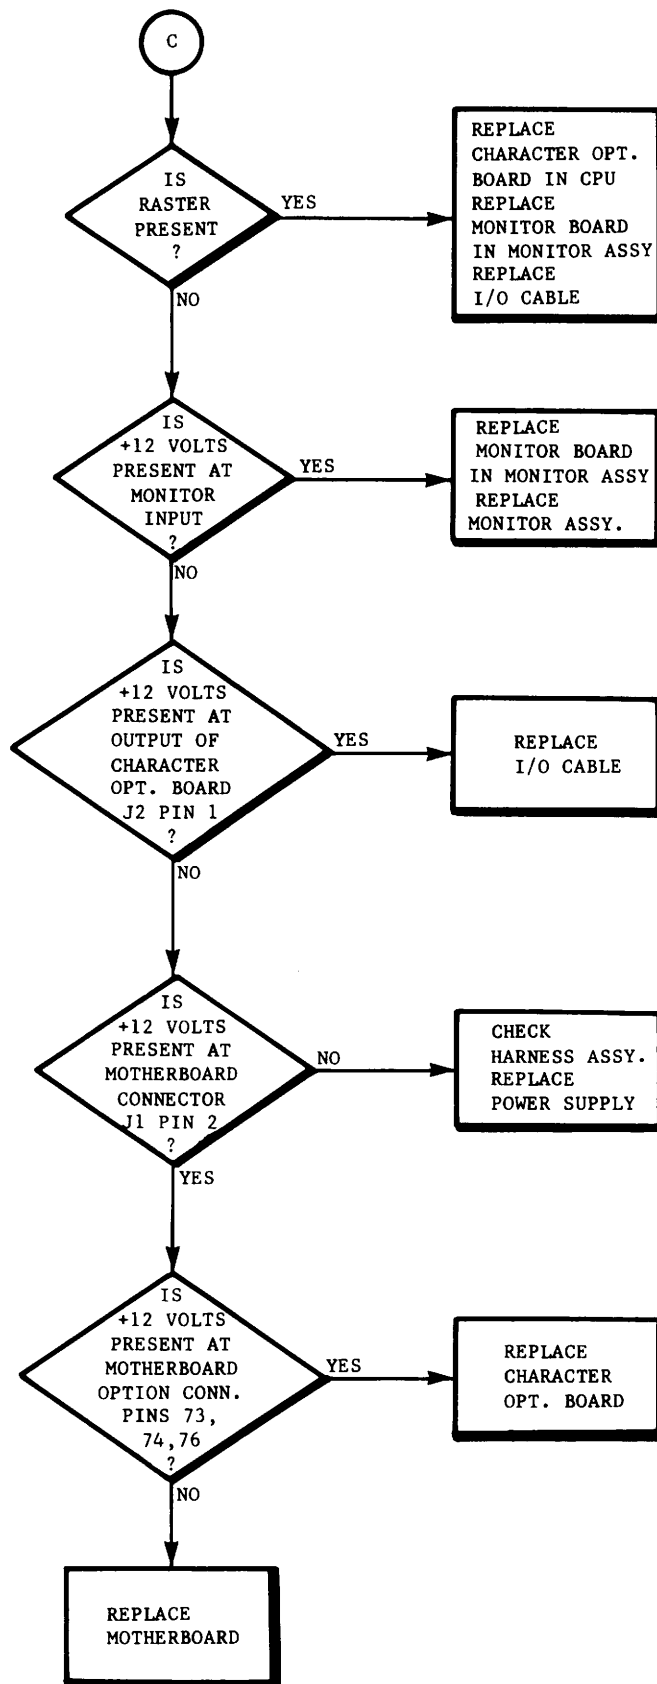 C
IS
RASTER
PRESENT
?
YES
REPLACE
CHARACTER OPT.
BOARD IN CPU
REPLACE
MONITOR BOARD
IN MONITOR ASSY
REPLACE
I/O CABLE
NO
IS
+12 VOLTS
PRESENT AT
MONITOR
INPUT
?
YES
REPLACE
MONITOR BOARD
IN MONITOR ASSY
REPLACE
MONITOR ASSY.
NO
IS
+12 VOLTS
PRESENT AT
OUTPUT OF
CHARACTER
OPT. BOARD
J2 PIN 1
?
YES
REPLACE
I/O CABLE
NO
IS
+12 VOLTS
PRESENT AT
MOTHERBOARD
CONNECTOR
J1 PIN 2
?
NO
CHECK
HARNESS ASSY.
REPLACE
POWER SUPPLY
YES
IS
+12 VOLTS
PRESENT AT
MOTHERBOARD
OPTION CONN.
PINS 73,
74,76
?
YES
REPLACE
CHARACTER
OPT. BOARD
NO
REPLACE
MOTHERBOARD